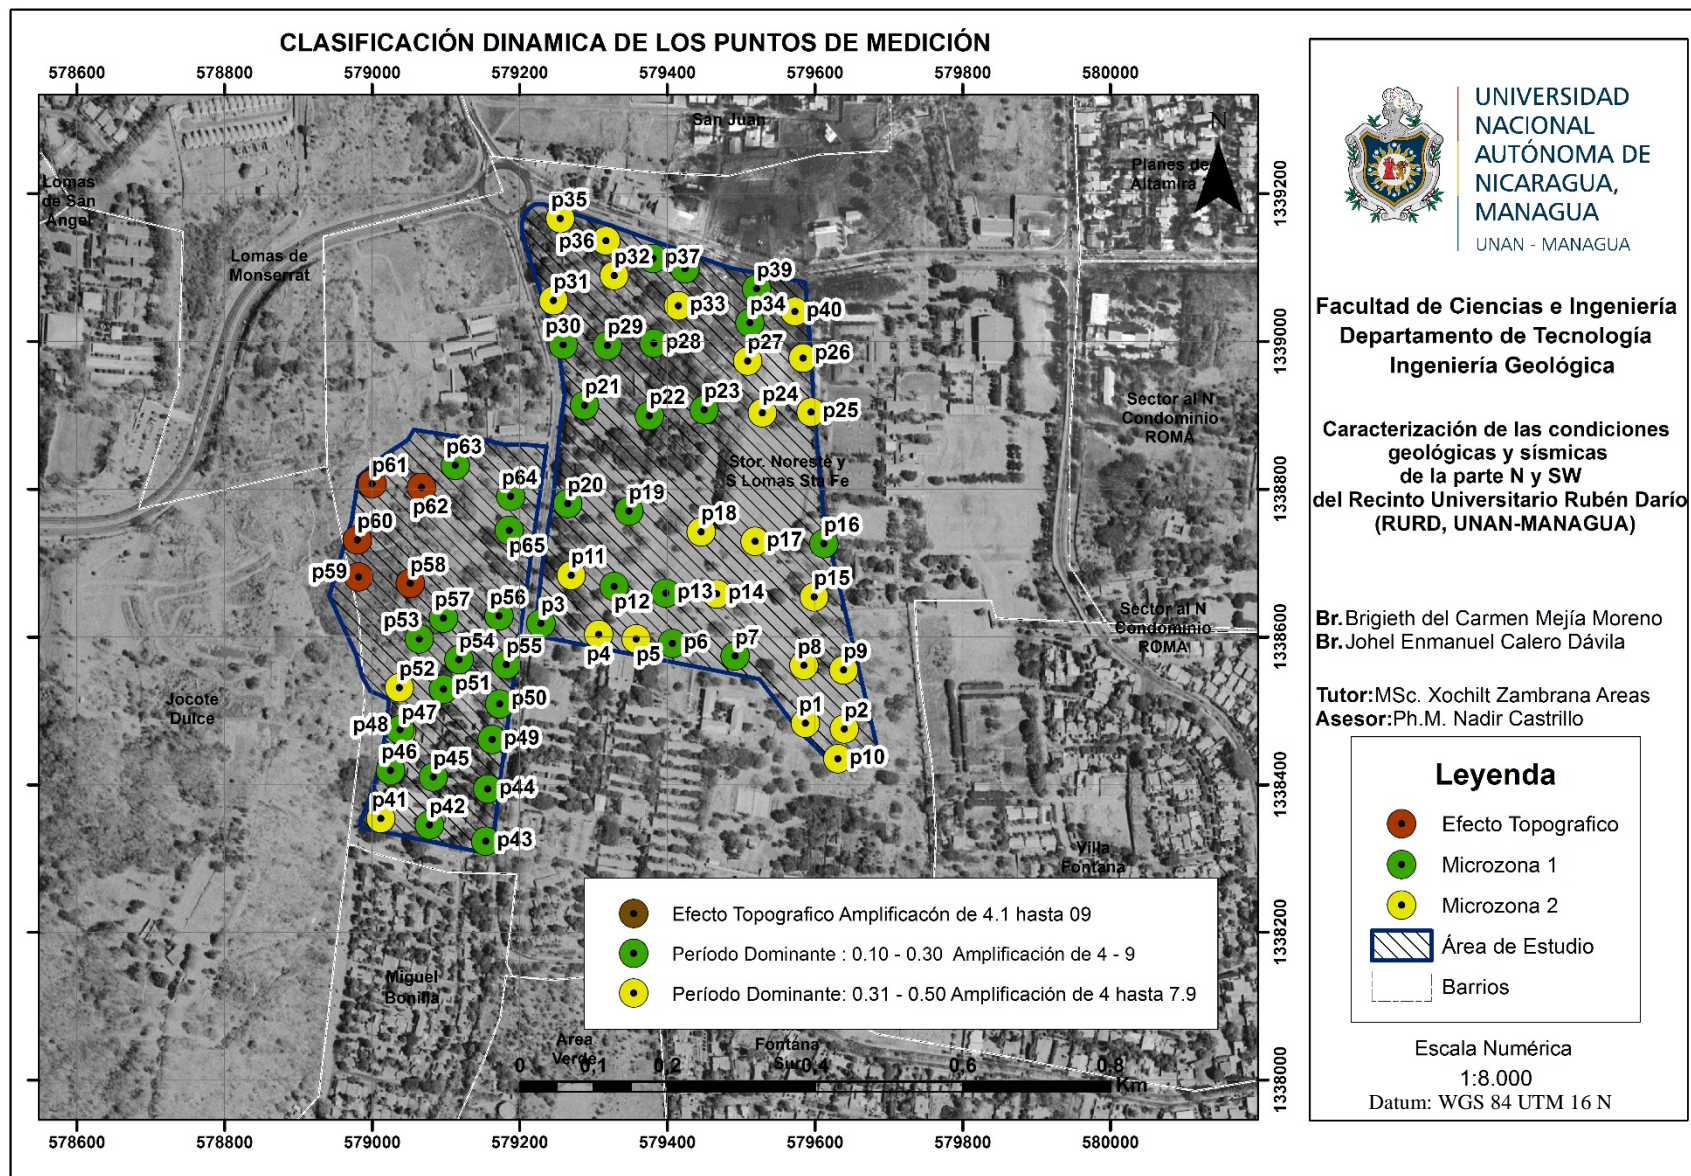 CLASIFICACIÓN DINAMICA DE LOS PUNTOS DE MEDICIÓN
578600 578800 579000 579200 579400 579600 579800 580000
San Juan
N
Planes de
Altamira
Lomas
de San
Angel
Lomas de
Monserrat
1339200
1339000
1338800
1338600
1338400
1338200
1338000
p35
p36
p32 p37
p31
p39
p33
p34
p40
p30 p29
p28
p27
p26
p21
p22
p23
p24
p25
Sector al N
Condominio
ROMA
p63
p61
p62
p64
Stor. Noreste y
S Lomas Sta Fe
p20
p19
p18
p17
p16
p60
p65
p59
p58
p11
p12
p13
p14
p15
p57
p56
p3
p53
p54
p55
p4
p5
p6
p7
p8
p9
Sector al N
Condominio
ROMA
p52
p51
p50
Jocote
Dulce
p48
p47
p49
p1
p2
p10
p46
p45
p44
p41
p42
p43
Villa
Fontana
Efecto Topografico Amplificacón de 4.1 hasta 09
Período Dominante : 0.10 - 0.30 Amplificación de 4 - 9
Período Dominante: 0.31 - 0.50 Amplificación de 4 hasta 7.9
Miguel
Bonilla
Area
Verde
Fontana
Sur
0 0.1 0.2 0.4 0.6 0.8
Km
578600 578800 579000 579200 579400 579600 579800 580000
UNIVERSIDAD
NACIONAL
AUTÓNOMA DE
NICARAGUA,
MANAGUA
UNAN - MANAGUA
Facultad de Ciencias e Ingeniería
Departamento de Tecnología
Ingeniería Geológica
Caracterización de las condiciones
geológicas y sísmicas
de la parte N y SW
del Recinto Universitario Rubén Darío
(RURD, UNAN-MANAGUA)
Br.Brigieth del Carmen Mejía Moreno
Br.Johel Enmanuel Calero Dávila
Tutor:MSc. Xochilt Zambrana Areas
Asesor:Ph.M. Nadir Castrillo
Leyenda
Efecto Topografico
Microzona 1
Microzona 2
Área de Estudio
Barrios
Escala Numérica
1:8.000
Datum: WGS 84 UTM 16 N